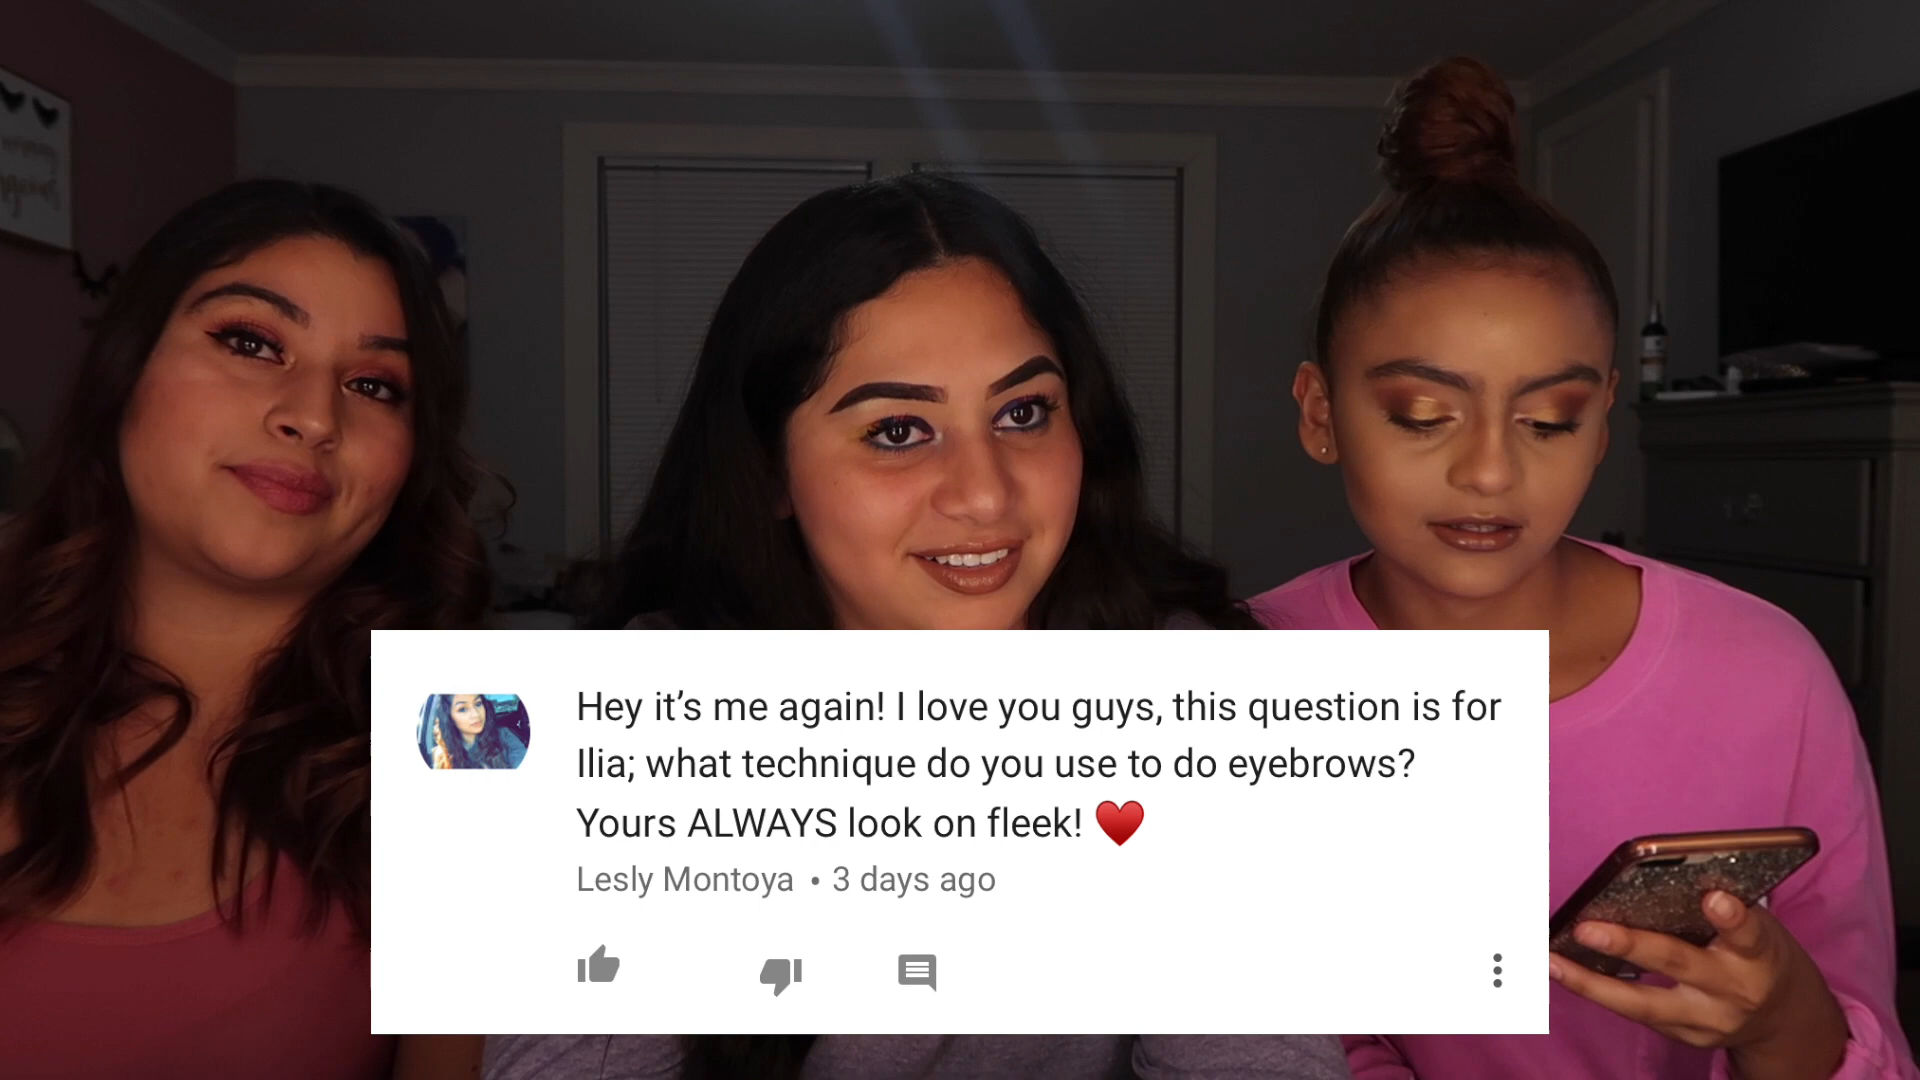 Hey it’s me again! I love you guys, this question is for
Ilia; what technique do you use to do eyebrows?
Yours ALWAYS look on fleek! ♥️
Lesly Montoya • 3 days ago